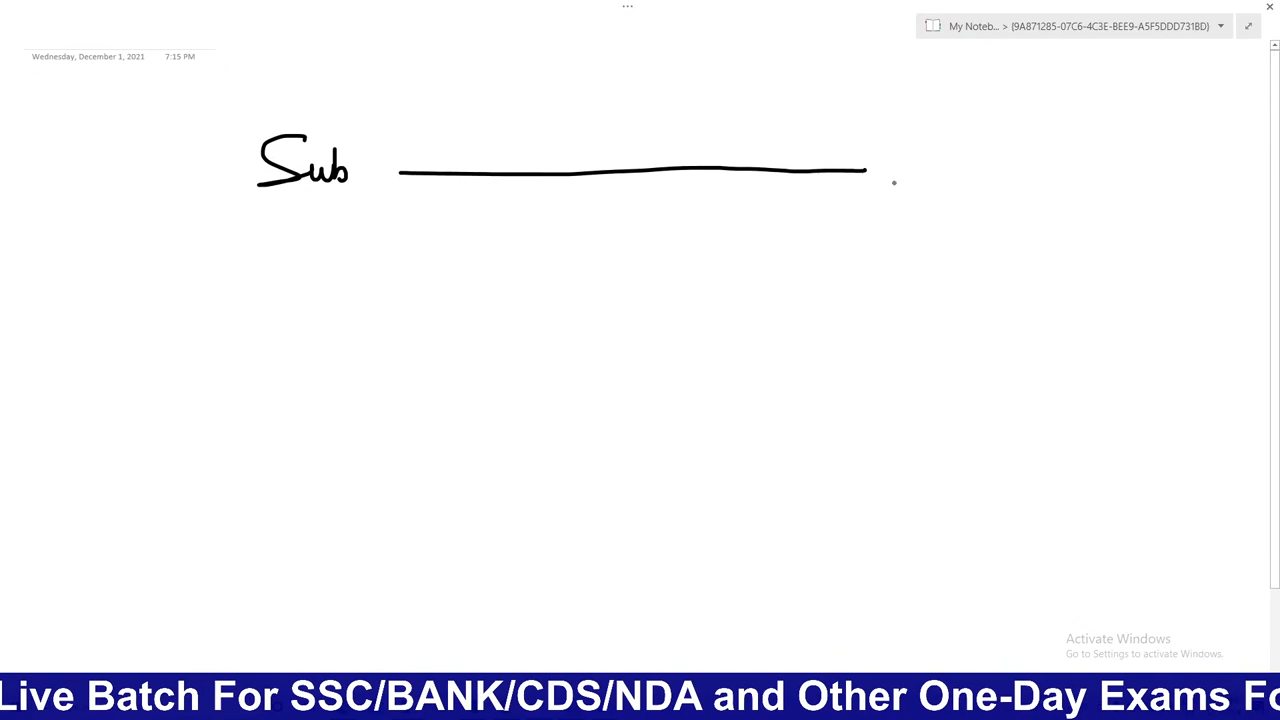 My Noteb... > {9A871285-07C6-4C3E-BEE9-A5F5DDD731BD}
Wednesday, December 1, 2021 7:15 PM
Sub
Activate Windows
Go to Settings to activate Windows.
Live Batch For SSC/BANK/CDS/NDA and Other One-Day Exams Fo